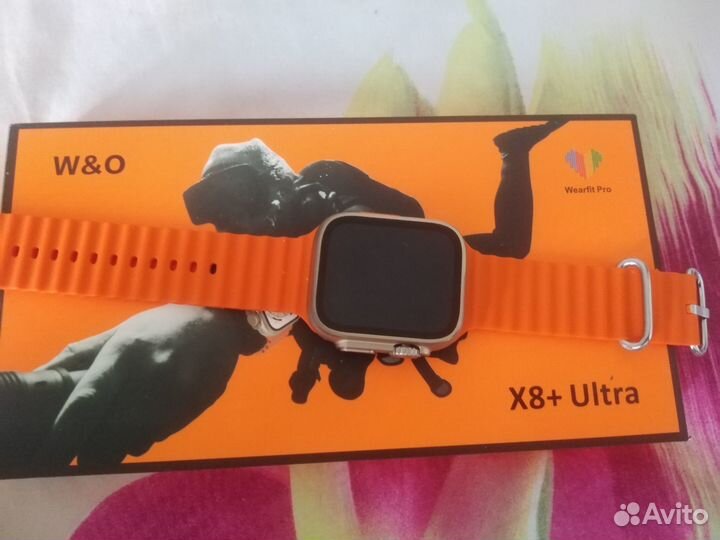 W&O
Wearfit Pro
X8+ Ultra
Avito